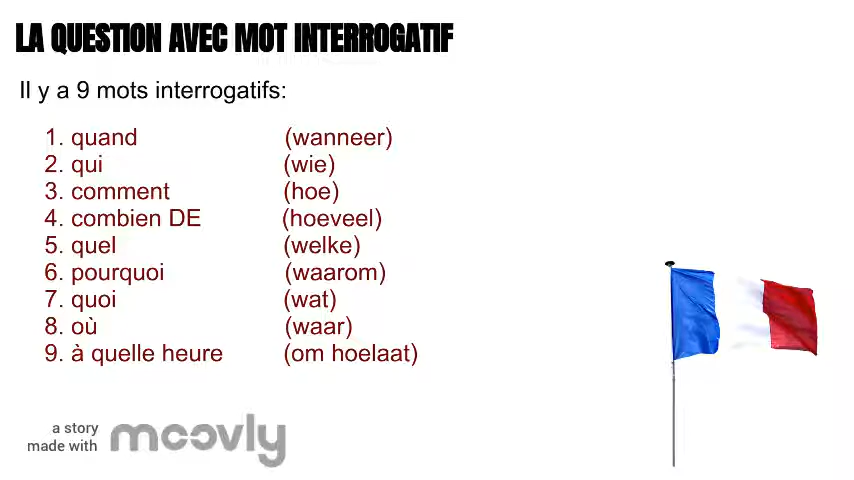 LA QUESTION AVEC MOT INTERROGATIF
Il y a 9 mots interrogatifs:
1. quand (wanneer)
2. qui (wie)
3. comment (hoe)
4. combien DE (hoeveel)
5. quel (welke)
6. pourquoi (waarom)
7. quoi (wat)
8. où (waar)
9. à quelle heure (om hoelaat)
a story
made with moovly